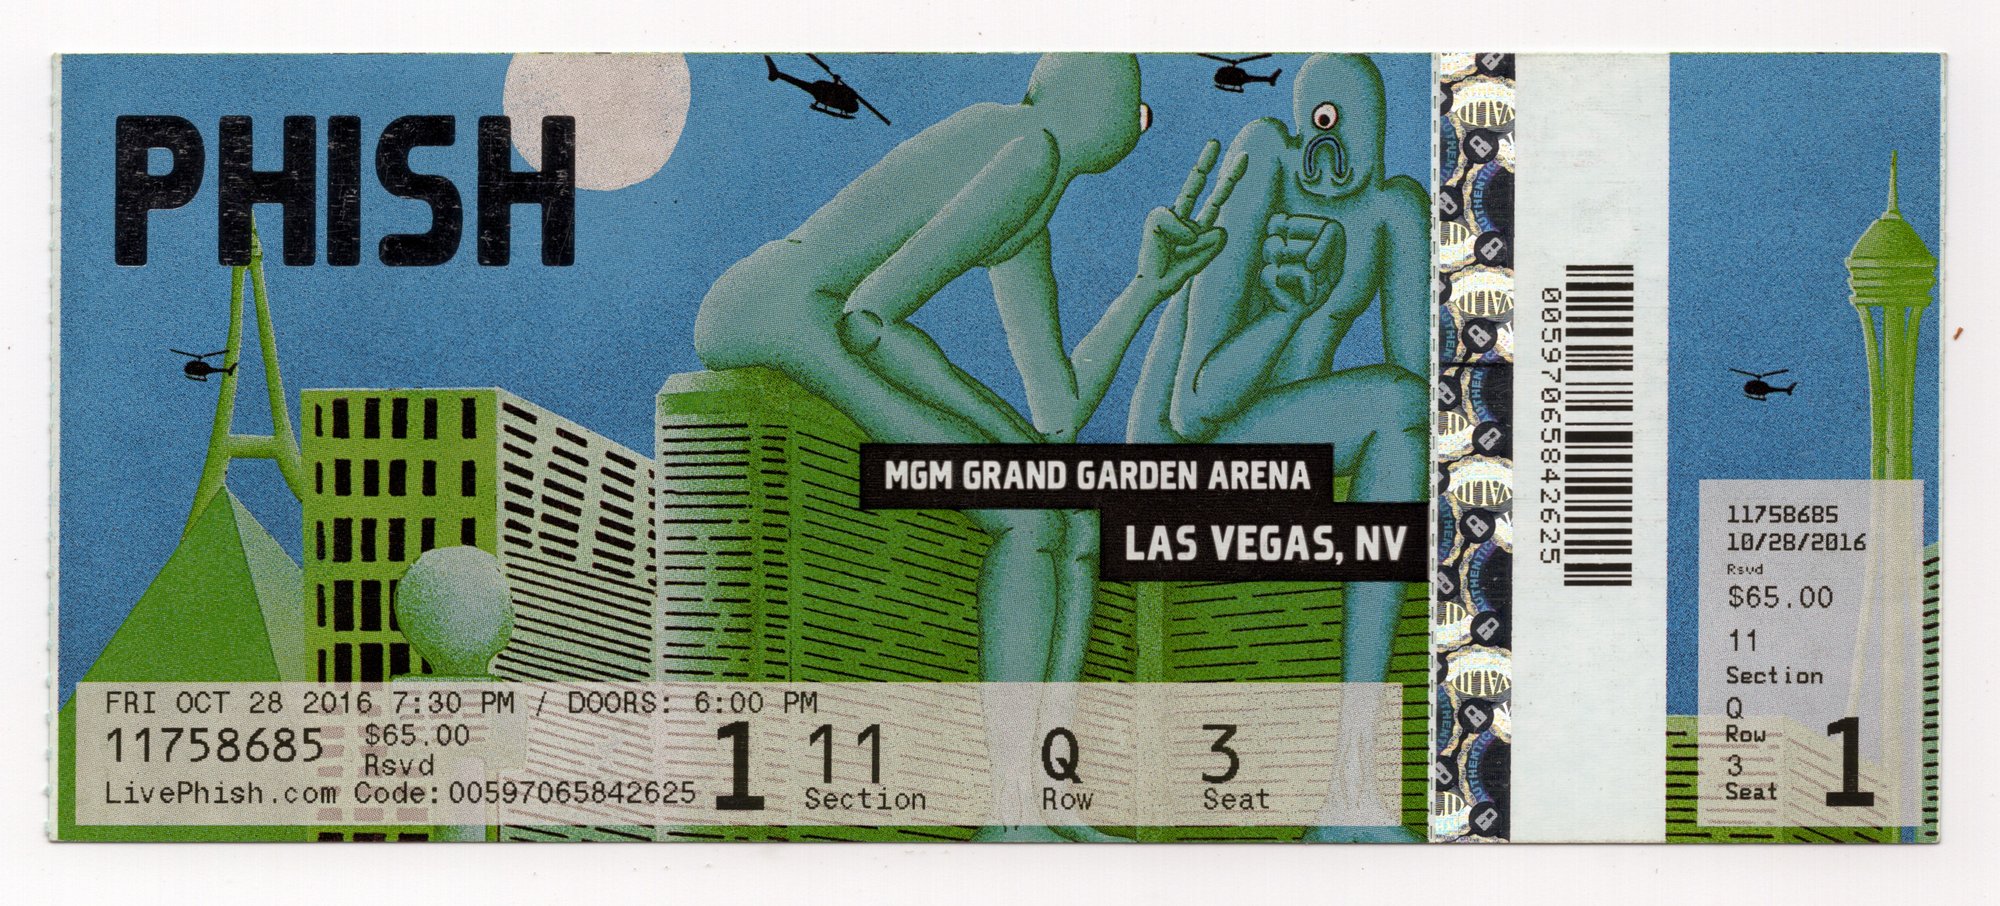 PHISH
MGM GRAND GARDEN ARENA
LAS VEGAS, NV
FRI OCT 28 2016 7:30 PM / DOORS: 6:00 PM
11758685
$65.00
Rsvd
LivePhish.com Code: 00597065842625
1
11
Section
Q
Row
3
Seat
VALID
AUTHENTIC
00597065842625
11758685
10/28/2016
Rsvd
$65.00
11
Section
Q
Row
3
Seat
1